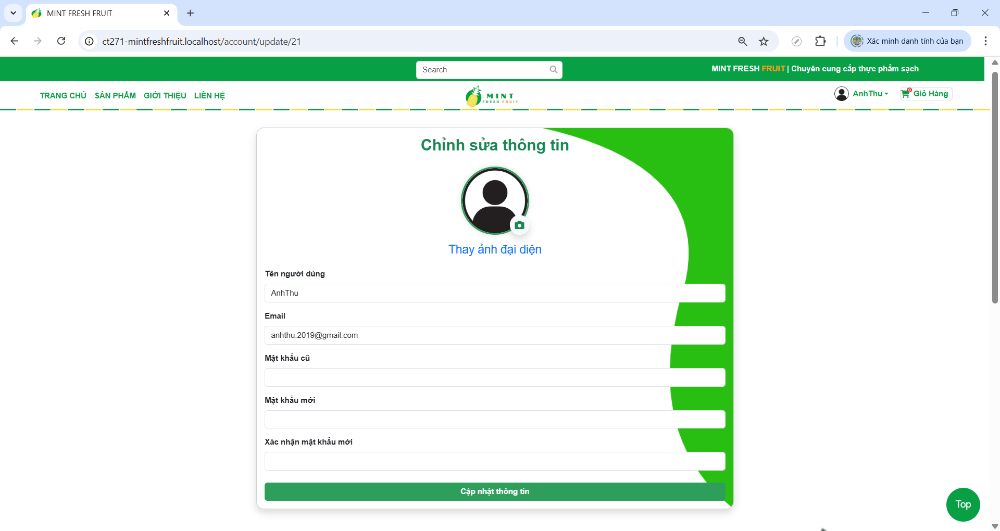 MINT FRESH FRUIT
ct271-mintfreshfruit.localhost/account/update/21
Xác minh danh tính của bạn
Search
MINT FRESH FRUIT | Chuyên cung cấp thực phẩm sạch
TRANG CHỦ SẢN PHẨM GIỚI THIỆU LIÊN HỆ
MINT
FRESH FRUIT
AnhThu
0
Giỏ Hàng
Chỉnh sửa thông tin
Thay ảnh đại diện
Tên người dùng
AnhThu
Email
anhthu.2019@gmail.com
Mật khẩu cũ
Mật khẩu mới
Xác nhận mật khẩu mới
Cập nhật thông tin
Top